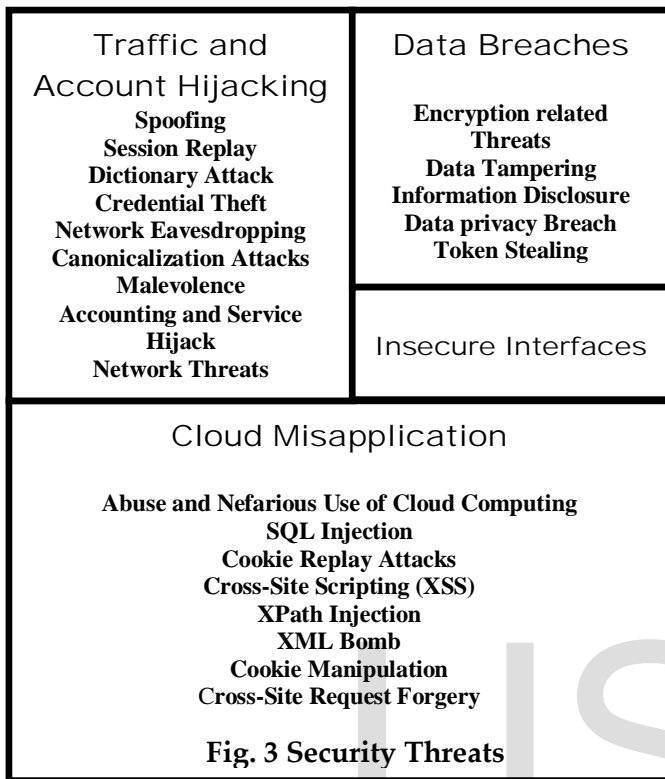 Traffic and
Account Hijacking
Spoofing
Session Replay
Dictionary Attack
Credential Theft
Network Eavesdropping
Canonicalization Attacks
Malevolence
Accounting and Service
Hijack
Network Threats
Data Breaches
Encryption related
Threats
Data Tampering
Information Disclosure
Data privacy Breach
Token Stealing
Insecure Interfaces
Cloud Misapplication
Abuse and Nefarious Use of Cloud Computing
SQL Injection
Cookie Replay Attacks
Cross-Site Scripting (XSS)
XPath Injection
XML Bomb
Cookie Manipulation
Cross-Site Request Forgery
Fig. 3 Security Threats